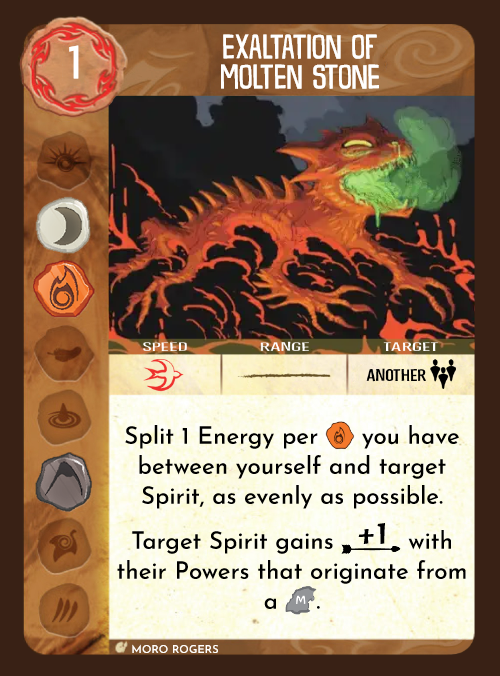 1
EXALTATION OF
MOLTEN STONE
SPEED RANGE TARGET
ANOTHER
Split 1 Energy per you have
between yourself and target
Spirit, as evenly as possible.
Target Spirit gains +1 with
their Powers that originate from
a M.
MORO ROGERS